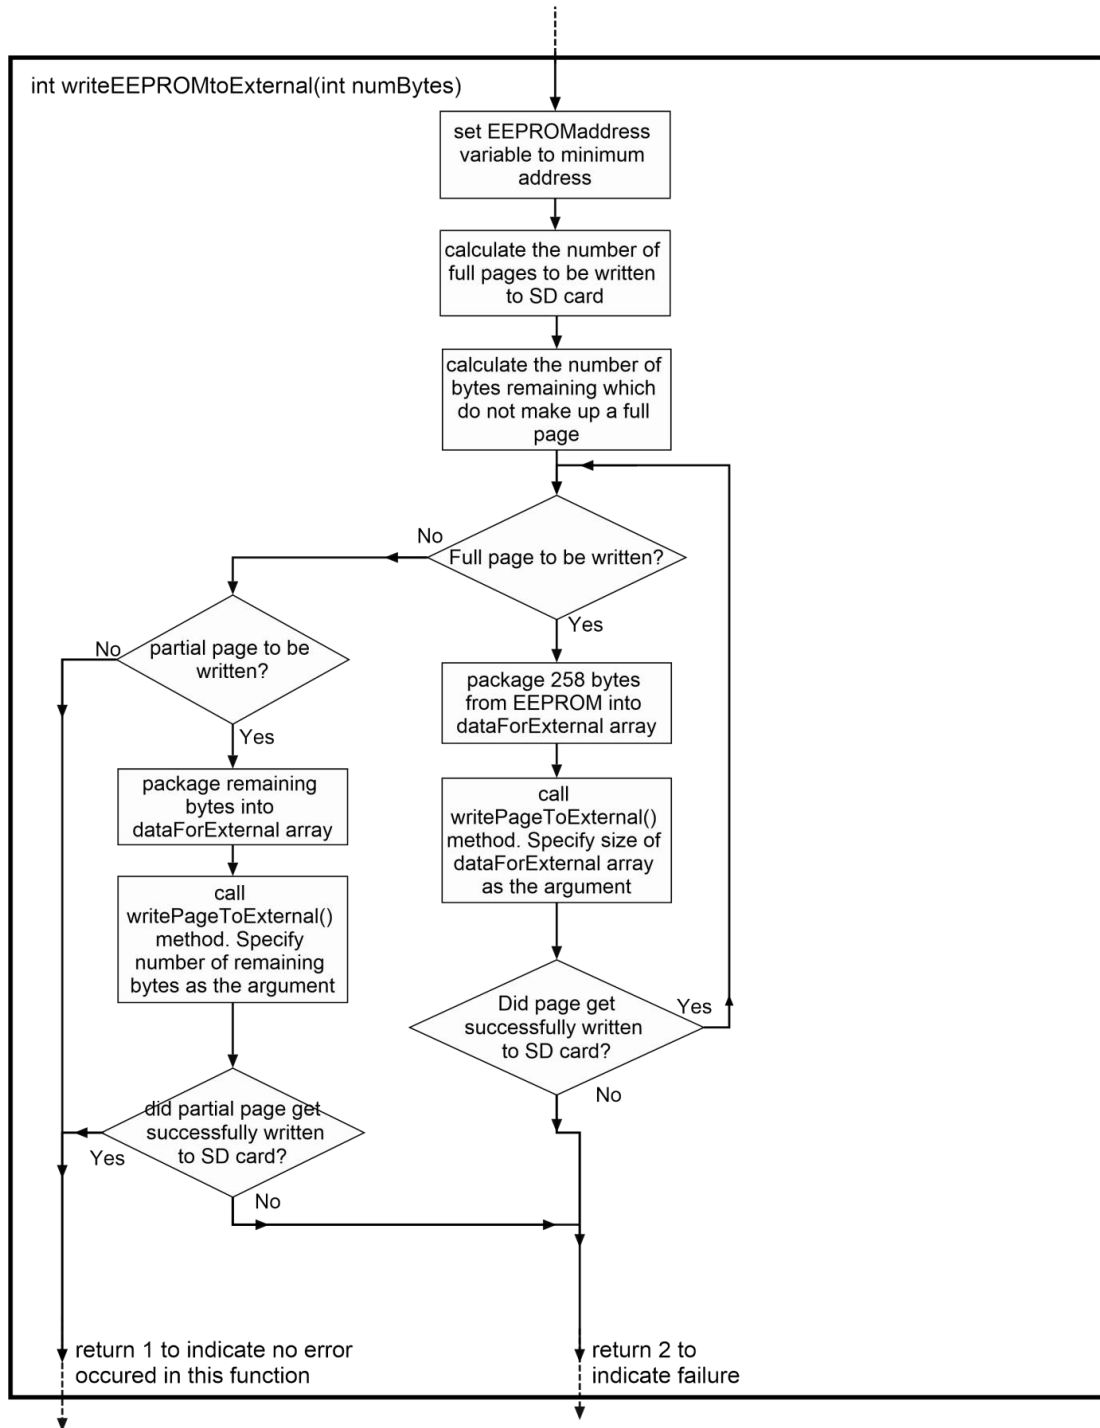 int writeEEPROMtoExternal(int numBytes)
set EEPROMaddress
variable to minimum
address
calculate the number of
full pages to be written
to SD card
calculate the number of
bytes remaining which
do not make up a full
page
No
Full page to be written?
Yes
No
partial page to be
written?
Yes
package 258 bytes
from EEPROM into
dataForExternal array
package remaining
bytes into
dataForExternal array
call
writePageToExternal()
method. Specify size of
dataForExternal array
as the argument
call
writePageToExternal()
method. Specify
number of remaining
bytes as the argument
Did page get
successfully written
to SD card?
Yes
No
did partial page get
successfully written
to SD card?
Yes
No
return 1 to indicate no error
occured in this function
return 2 to
indicate failure